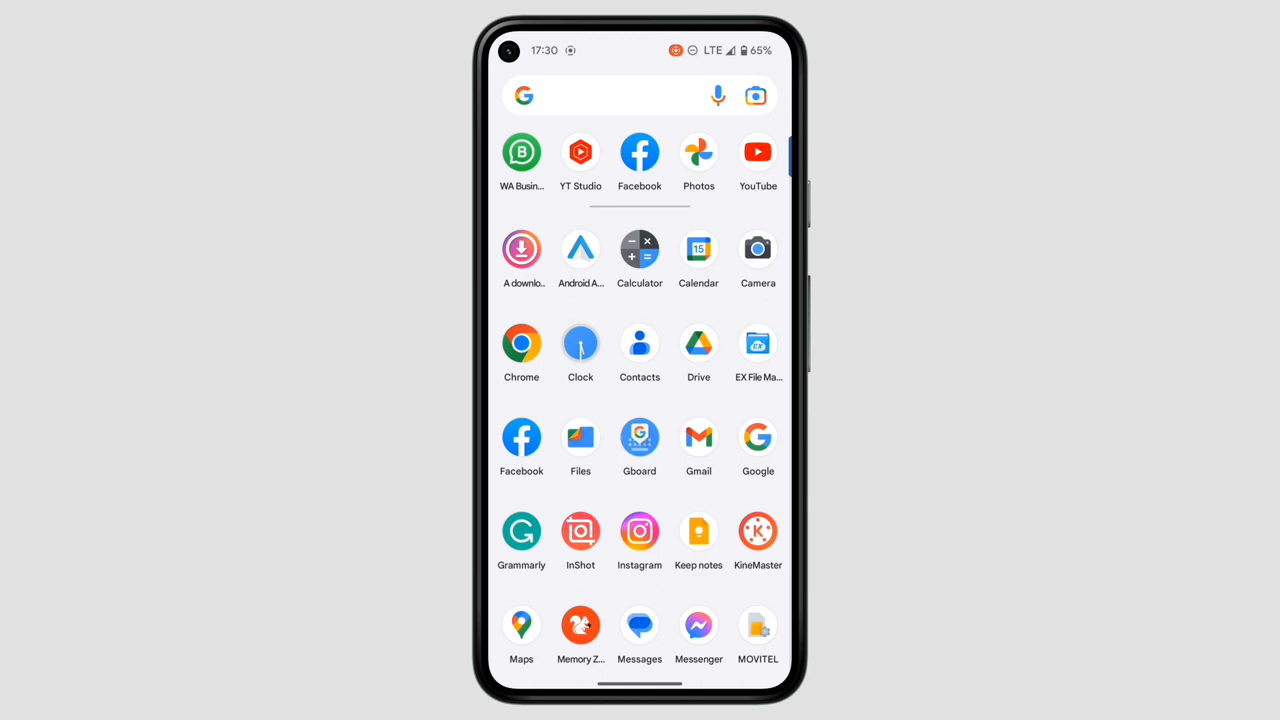 17:30 LTE 65%
WA Busin... YT Studio Facebook Photos YouTube
15
A downlo.. Android A... Calculator Calendar Camera
EX
Chrome Clock Contacts Drive EX File Ma...
Facebook Files Gboard Gmail Google
K
Grammarly InShot Instagram Keep notes KineMaster
Maps Memory Z... Messages Messenger MOVITEL